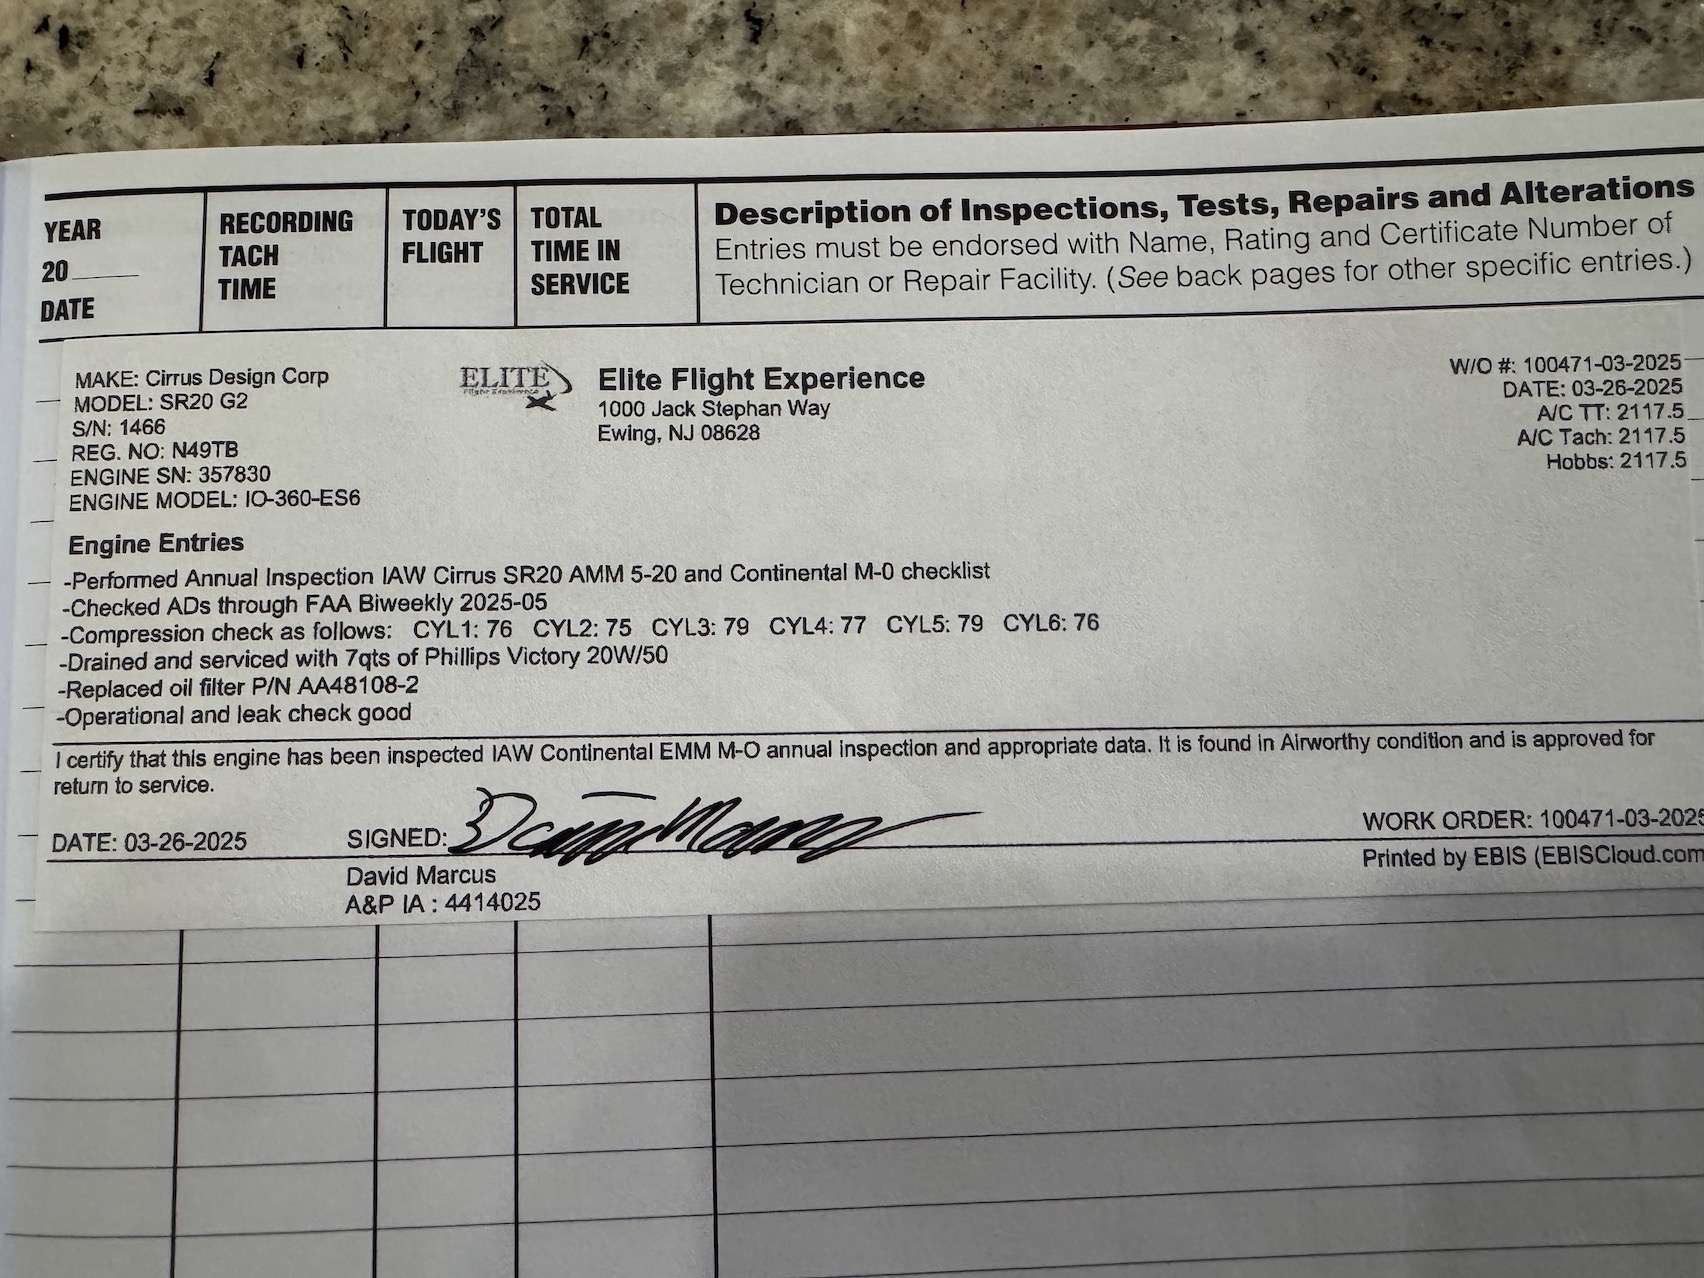 YEAR
20
DATE
RECORDING
TACH
TIME
TODAY'S
FLIGHT
TOTAL
TIME IN
SERVICE
Description of Inspections, Tests, Repairs and Alterations
Entries must be endorsed with Name, Rating and Certificate Number of
Technician or Repair Facility. (See back pages for other specific entries.)
MAKE: Cirrus Design Corp
MODEL: SR20 G2
S/N: 1466
REG. NO: N49TB
ENGINE SN: 357830
ENGINE MODEL: IO-360-ES6
ELITE
Flight Experience
Elite Flight Experience
1000 Jack Stephan Way
Ewing, NJ 08628
W/O #: 100471-03-2025
DATE: 03-26-2025
A/C TT: 2117.5
A/C Tach: 2117.5
Hobbs: 2117.5
Engine Entries
-Performed Annual Inspection IAW Cirrus SR20 AMM 5-20 and Continental M-0 checklist
-Checked ADs through FAA Biweekly 2025-05
-Compression check as follows: CYL1: 76 CYL2: 75 CYL3: 79 CYL4: 77 CYL5: 79 CYL6: 76
-Drained and serviced with 7qts of Phillips Victory 20W/50
-Replaced oil filter P/N AA48108-2
-Operational and leak check good
I certify that this engine has been inspected IAW Continental EMM M-O annual inspection and appropriate data. It is found in Airworthy condition and is approved for
return to service.
DATE: 03-26-2025
SIGNED:
David Marcus
A&P IA : 4414025
WORK ORDER: 100471-03-2025
Printed by EBIS (EBISCloud.com